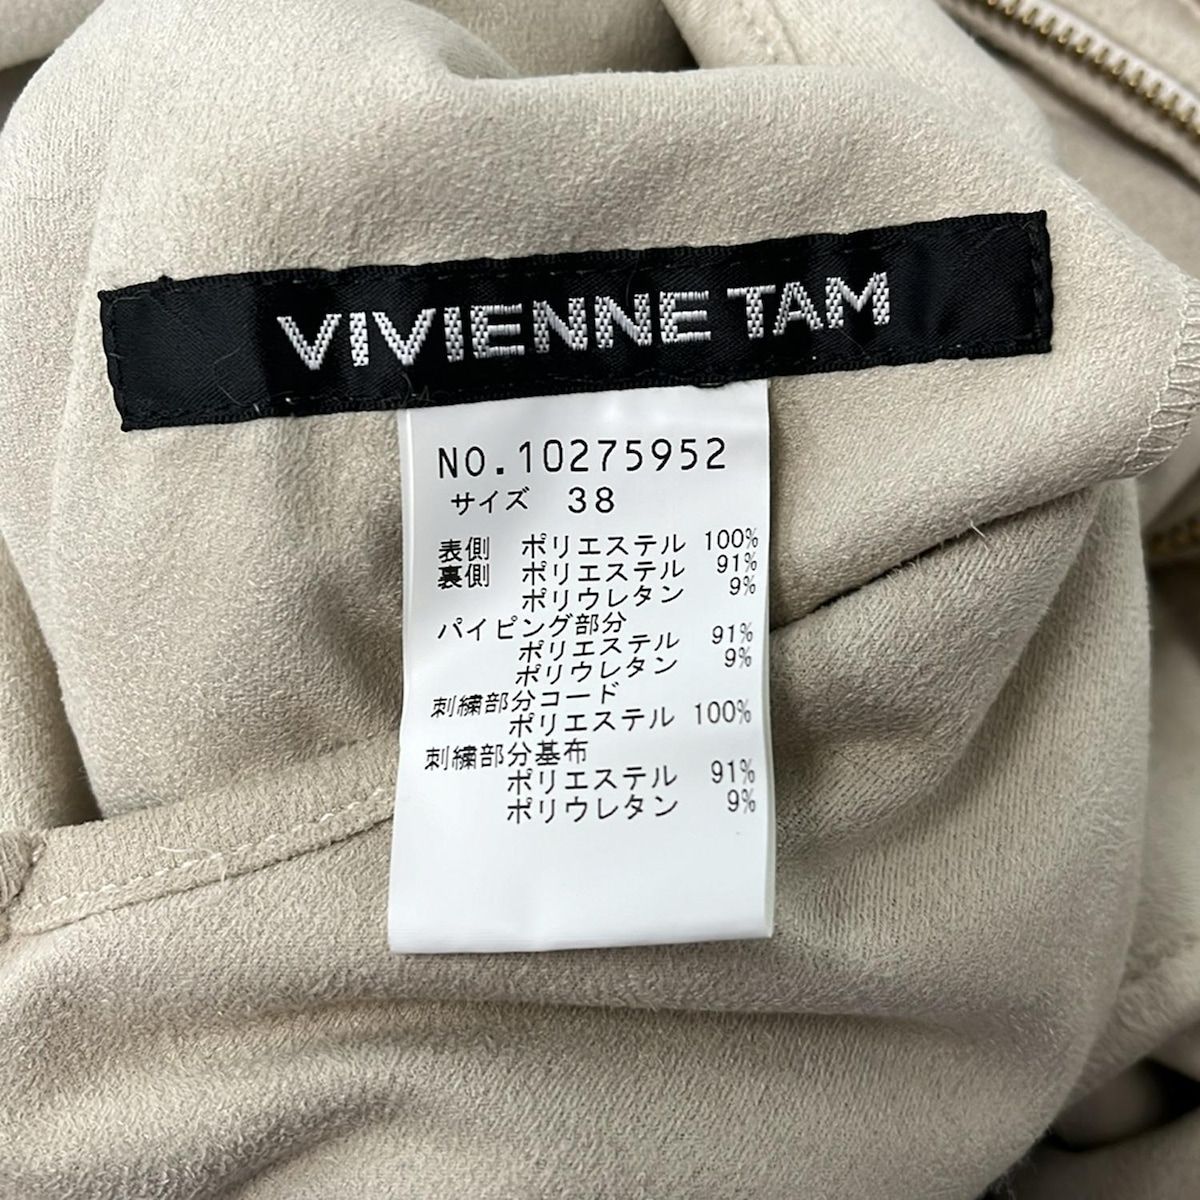 VIVIENNE TAM
NO.10275952
サイズ 38
表側 ポリエステル 100%
裏側 ポリエステル 91%
ポリウレタン 9%
パイピング部分
ポリエステル 91%
ポリウレタン 9%
刺繍部分コード
ポリエステル 100%
刺繍部分基布
ポリエステル 91%
ポリウレタン 9%